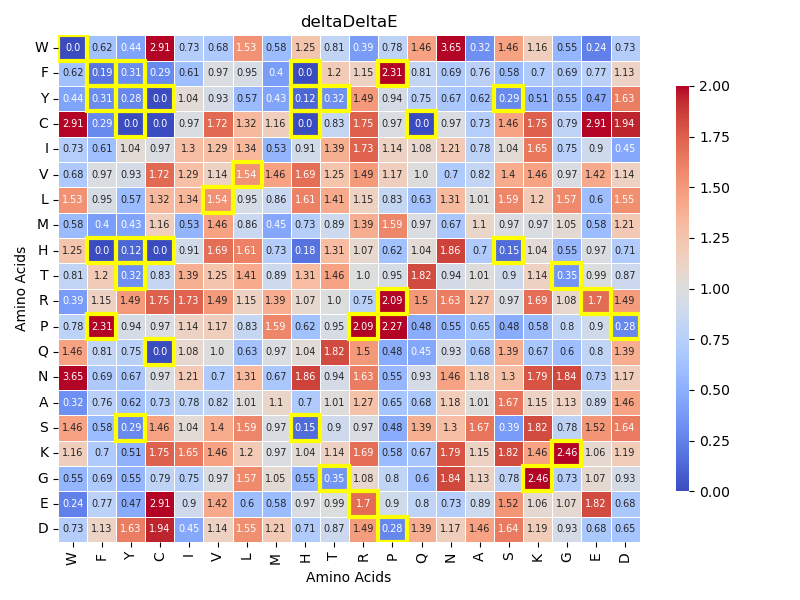 deltaDeltaE
W 0.0 0.62 0.44 2.91 0.73 0.68 1.53 0.58 1.25 0.81 0.39 0.78 1.46 3.65 0.32 1.46 1.16 0.55 0.24 0.73
F 0.62 0.19 0.31 0.29 0.61 0.97 0.95 0.4 0.0 1.2 1.15 2.31 0.81 0.69 0.76 0.58 0.7 0.69 0.77 1.13
Y 0.44 0.31 0.28 0.0 1.04 0.93 0.57 0.43 0.12 0.32 1.49 0.94 0.75 0.67 0.62 0.29 0.51 0.55 0.47 1.63
C 2.91 0.29 0.0 0.0 0.97 1.72 1.32 1.16 0.0 0.83 1.75 0.97 0.0 0.97 0.73 1.46 1.75 0.79 2.91 1.94
I 0.73 0.61 1.04 0.97 1.3 1.29 1.34 0.53 0.91 1.39 1.73 1.14 1.08 1.21 0.78 1.04 1.65 0.75 0.9 0.45
V 0.68 0.97 0.93 1.72 1.29 1.14 1.54 1.46 1.69 1.25 1.49 1.17 1.0 0.7 0.82 1.4 1.46 0.97 1.42 1.14
L 1.53 0.95 0.57 1.32 1.34 1.54 0.95 0.86 1.61 1.41 1.15 0.83 0.63 1.31 1.01 1.59 1.2 1.57 0.6 1.55
M 0.58 0.4 0.43 1.16 0.53 1.46 0.86 0.45 0.73 0.89 1.39 1.59 0.97 0.67 1.1 0.97 0.97 1.05 0.58 1.21
H 1.25 0.0 0.12 0.0 0.91 1.69 1.61 0.73 0.18 1.31 1.07 0.62 1.04 1.86 0.7 0.15 1.04 0.55 0.97 0.71
T 0.81 1.2 0.32 0.83 1.39 1.25 1.41 0.89 1.31 1.46 1.0 0.95 1.82 0.94 1.01 0.9 1.14 0.35 0.99 0.87
R 0.39 1.15 1.49 1.75 1.73 1.49 1.15 1.39 1.07 1.0 0.75 2.09 1.5 1.63 1.27 0.97 1.69 1.08 1.7 1.49
P 0.78 2.31 0.94 0.97 1.14 1.17 0.83 1.59 0.62 0.95 2.09 2.27 0.48 0.55 0.65 0.48 0.58 0.8 0.9 0.28
Q 1.46 0.81 0.75 0.0 1.08 1.0 0.63 0.97 1.04 1.82 1.5 0.48 0.45 0.93 0.68 1.39 0.67 0.6 0.8 1.39
N 3.65 0.69 0.67 0.97 1.21 0.7 1.31 0.67 1.86 0.94 1.63 0.55 0.93 1.46 1.18 1.3 1.79 1.84 0.73 1.17
A 0.32 0.76 0.62 0.73 0.78 0.82 1.01 1.1 0.7 1.01 1.27 0.65 0.68 1.18 1.01 1.67 1.15 1.13 0.89 1.46
S 1.46 0.58 0.29 1.46 1.04 1.4 1.59 0.97 0.15 0.9 0.97 0.48 1.39 1.3 1.67 0.39 1.82 0.78 1.52 1.64
K 1.16 0.7 0.51 1.75 1.65 1.46 1.2 0.97 1.04 1.14 1.69 0.58 0.67 1.79 1.15 1.82 1.46 2.46 1.06 1.19
G 0.55 0.69 0.55 0.79 0.75 0.97 1.57 1.05 0.55 0.35 1.08 0.8 0.6 1.84 1.13 0.78 2.46 0.73 1.07 0.93
E 0.24 0.77 0.47 2.91 0.9 1.42 0.6 0.58 0.97 0.99 1.7 0.9 0.8 0.73 0.89 1.52 1.06 1.07 1.82 0.68
D 0.73 1.13 1.63 1.94 0.45 1.14 1.55 1.21 0.71 0.87 1.49 0.28 1.39 1.17 1.46 1.64 1.19 0.93 0.68 0.65
W F Y C I V L M H T R P Q N A S K G E D
Amino Acids
Amino Acids
2.00
1.75
1.50
1.25
1.00
0.75
0.50
0.25
0.00